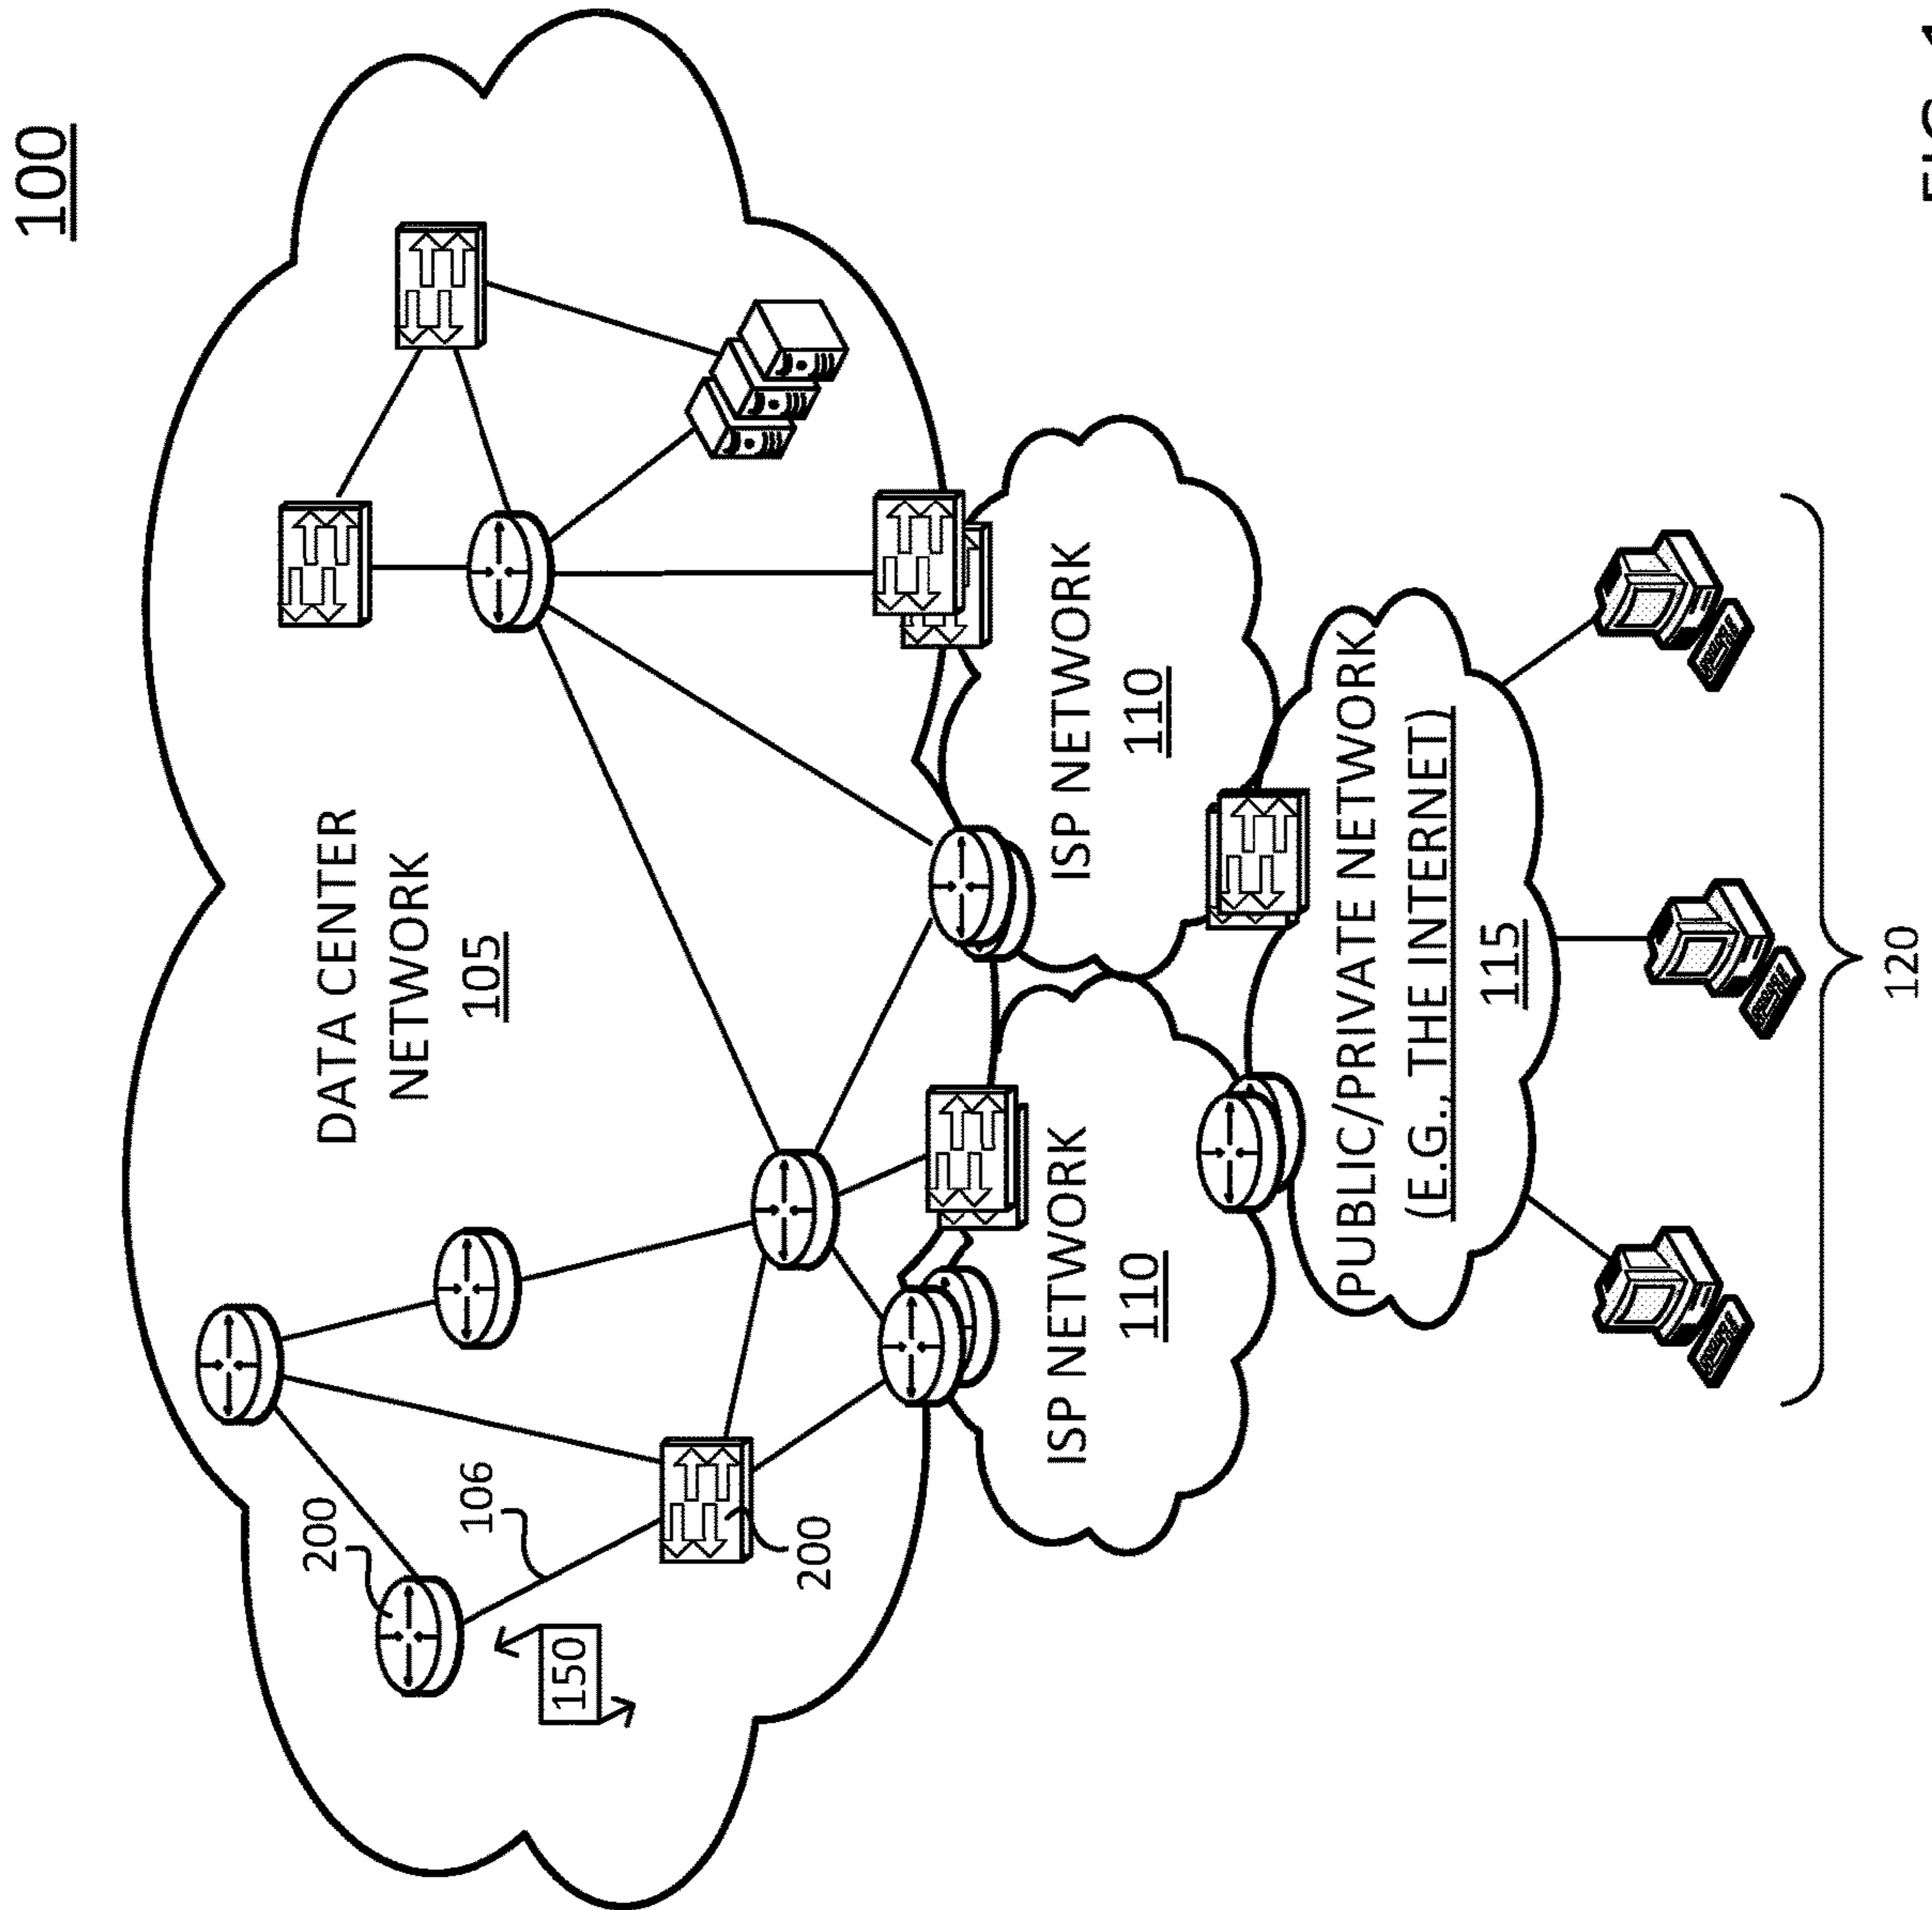 100
DATA CENTER
NETWORK
105
200
106
150
200
ISP NETWORK
110
ISP NETWORK
110
PUBLIC/PRIVATE NETWORK
(E.G., THE INTERNET)
115
120